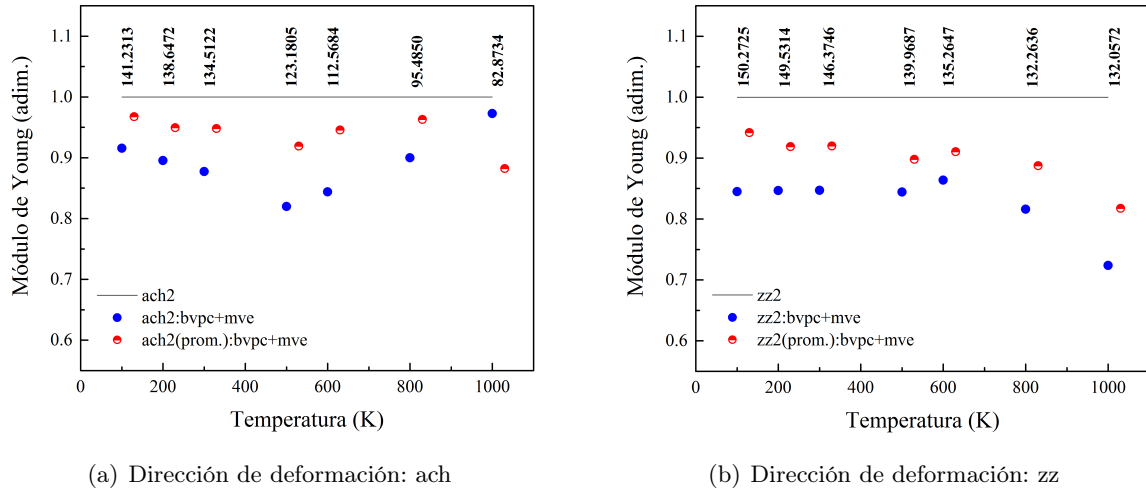 1.1
1.0
0.9
0.8
0.7
0.6
Módulo de Young (adim.)
141.2313
138.6472
134.5122
123.1805
112.5684
95.4850
82.8734
ach2
ach2:bvpc+mve
ach2(prom.):bvpc+mve
0 200 400 600 800 1000
Temperatura (K)
(a) Dirección de deformación: ach
1.1
1.0
0.9
0.8
0.7
0.6
Módulo de Young (adim.)
150.2725
149.5314
146.3746
139.9687
135.2647
132.2636
132.0572
zz2
zz2:bvpc+mve
zz2(prom.):bvpc+mve
0 200 400 600 800 1000
Temperatura (K)
(b) Dirección de deformación: zz